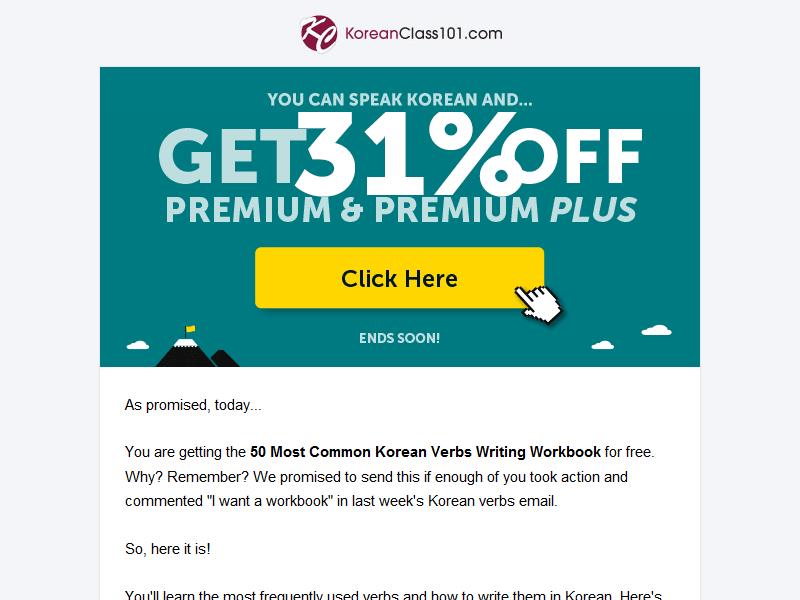 KoreanClass101.com
YOU CAN SPEAK KOREAN AND...
GET 31% OFF
PREMIUM & PREMIUM PLUS
Click Here
ENDS SOON!
As promised, today...
You are getting the 50 Most Common Korean Verbs Writing Workbook for free.
Why? Remember? We promised to send this if enough of you took action and
commented "I want a workbook" in last week's Korean verbs email.
So, here it is!
You'll learn the most frequently used verbs and how to write them in Korean. Here's